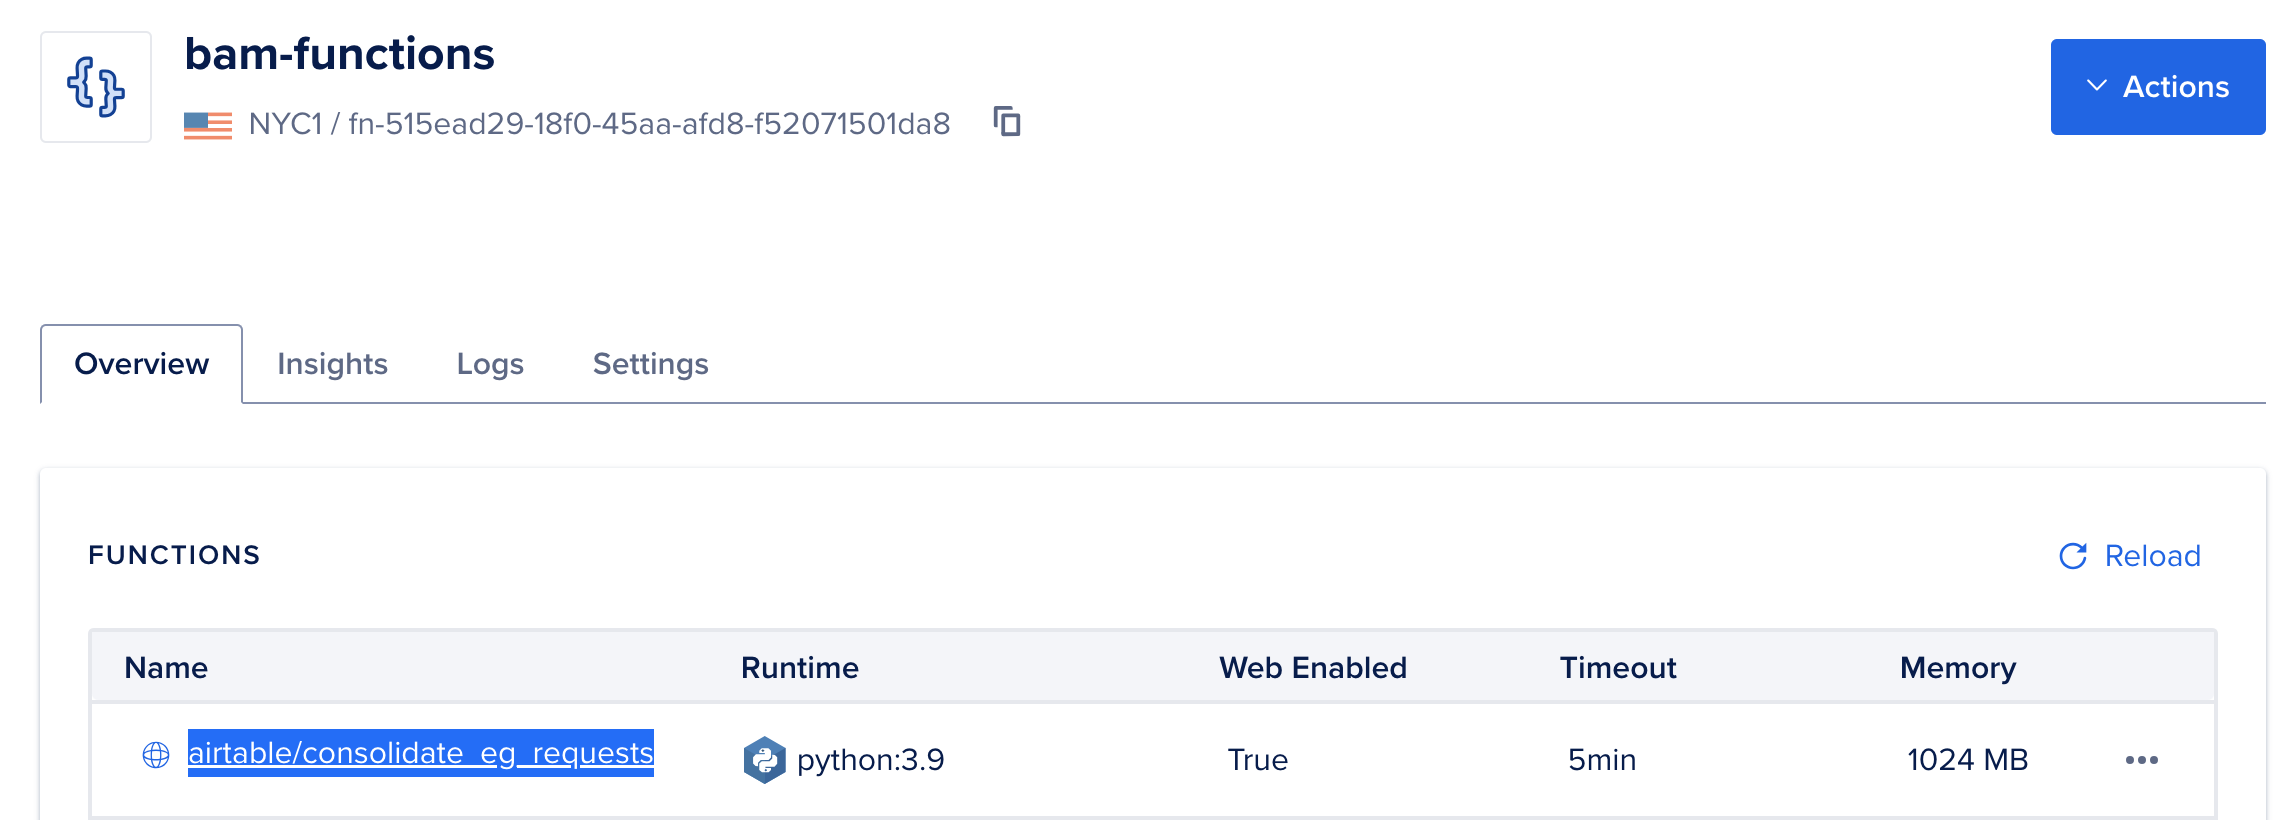 bam-functions
NYC1 / fn-515ead29-18f0-45aa-afd8-f52071501da8
Actions
Overview Insights Logs Settings
FUNCTIONS
Reload
Name Runtime Web Enabled Timeout Memory
airtable/consolidate_eg_requests python:3.9 True 5min 1024 MB